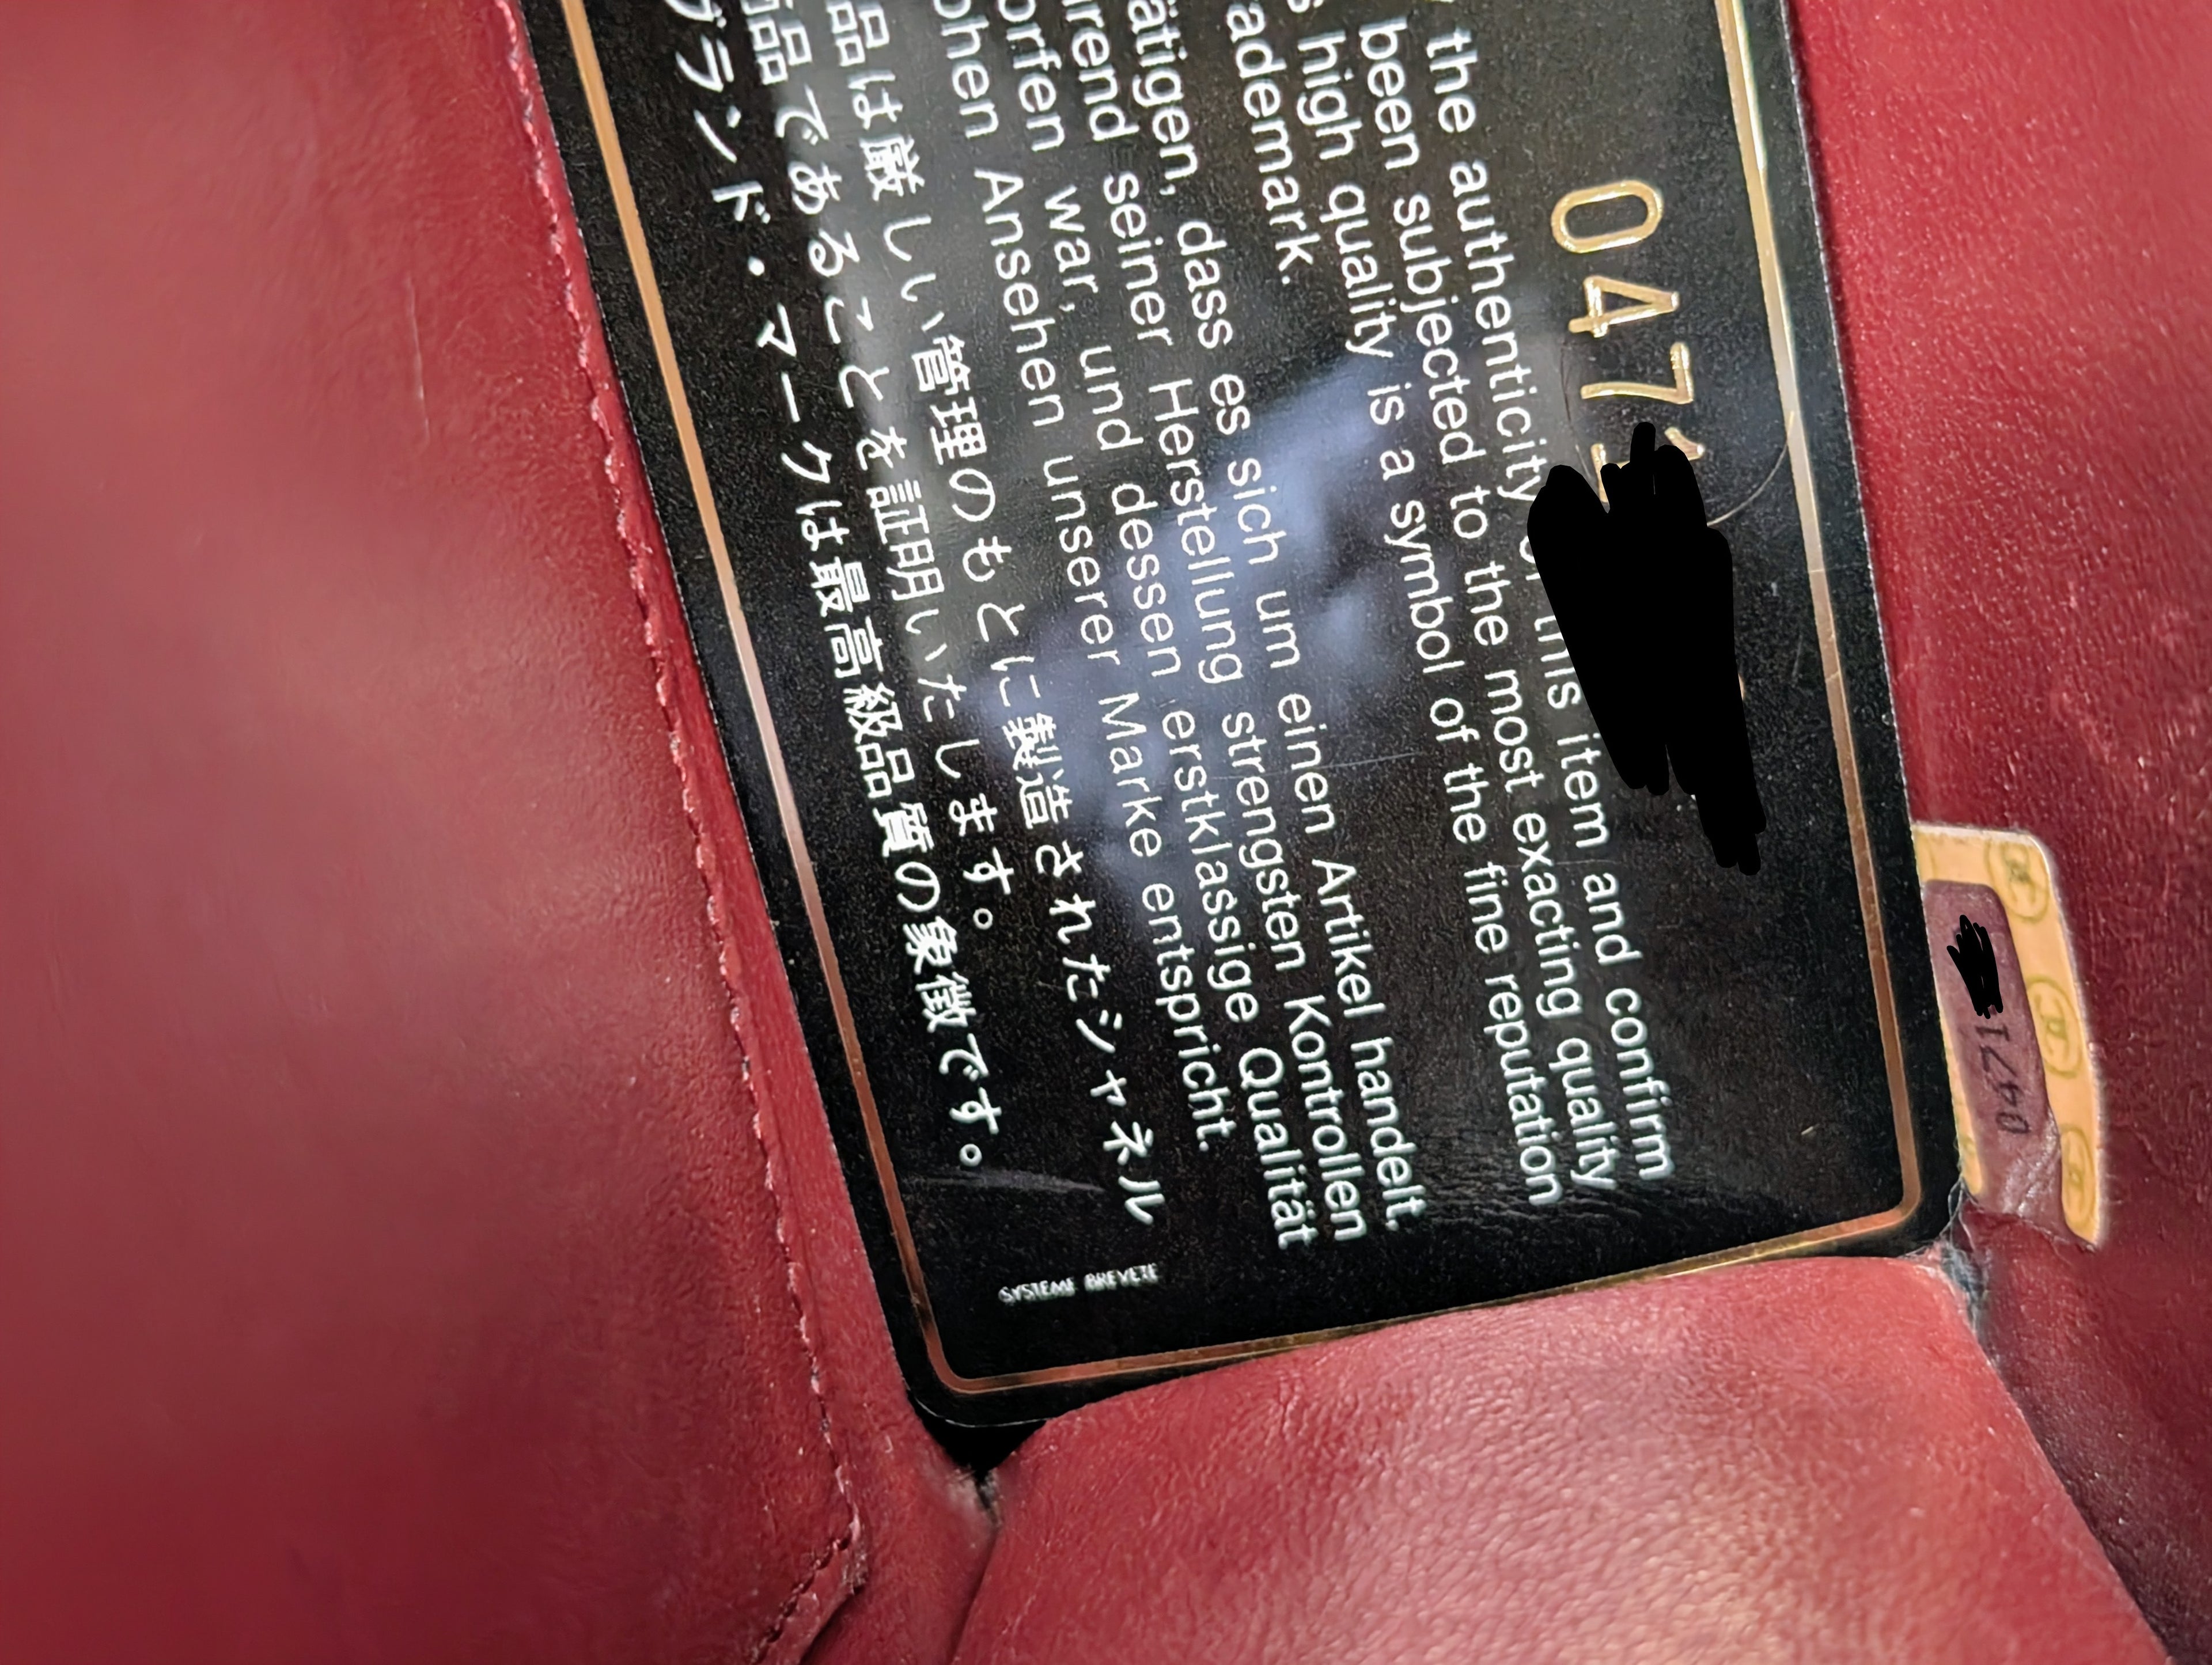 0471
the authenticity of this item and confirm
been subjected to the most exacting quality
s high quality is a symbol of the fine reputation
ademark.
ätigen, dass es sich um einen Artikel handelt,
rend seiner Herstellung strengsten Kontrollen
orfen war, und dessen erstklassige Qualität
phen Ansehen unserer Marke entspricht.
品は厳しい管理のもとに製造されたシャネル
品であることを証明いたします。
ブランド・マークは最高級品質の象徴です。
SYSTEME BREVETE
0471